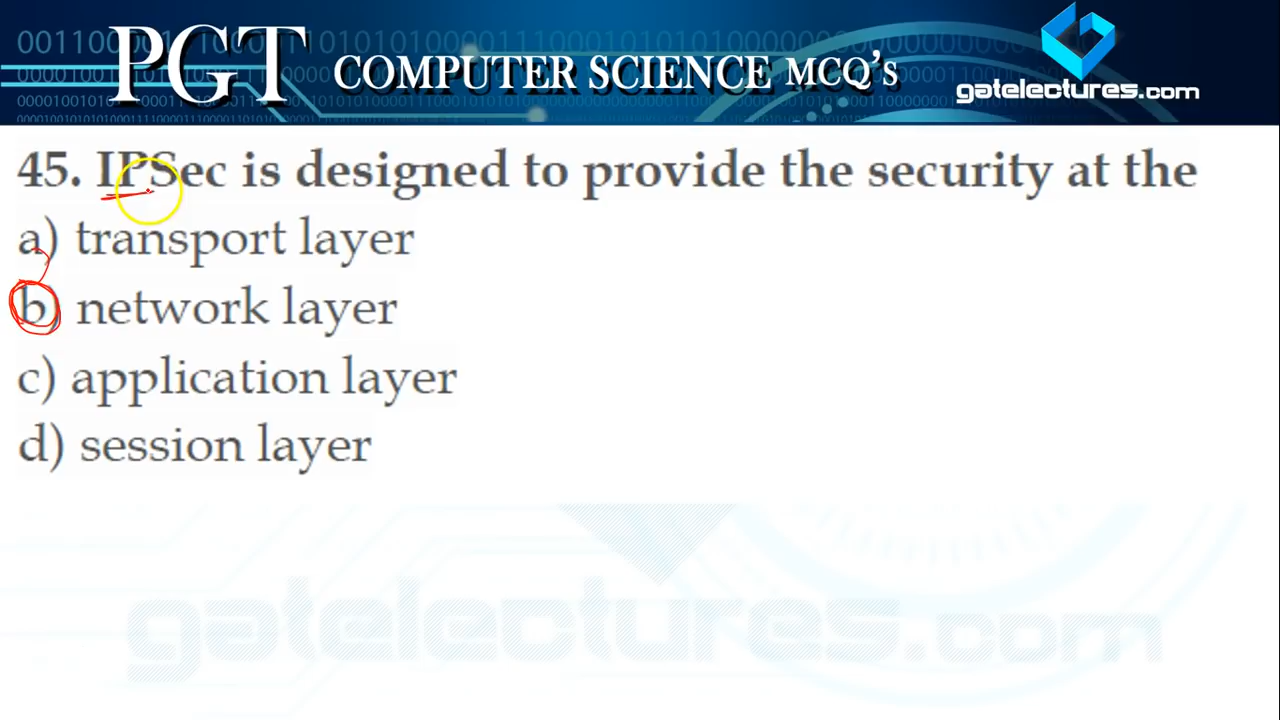 PGT COMPUTER SCIENCE MCQ'S
gatelectures.com
45. IPSec is designed to provide the security at the
a) transport layer
b) network layer
c) application layer
d) session layer
gatelectures.com